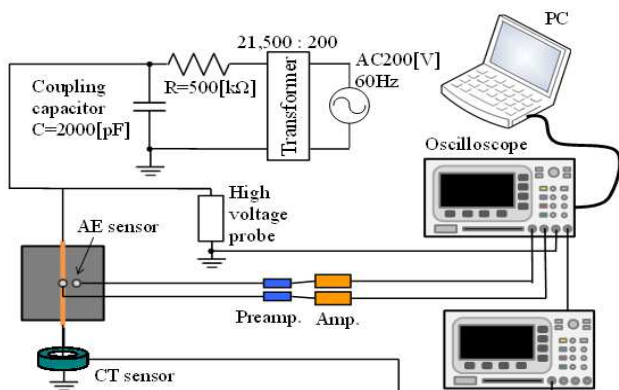 PC
21,500 : 200
AC200[V]
60Hz
Coupling
capacitor
C=2000[pF]
R=500[kΩ]
Transformer
Oscilloscope
High
voltage
probe
AE sensor
Preamp.
Amp.
CT sensor